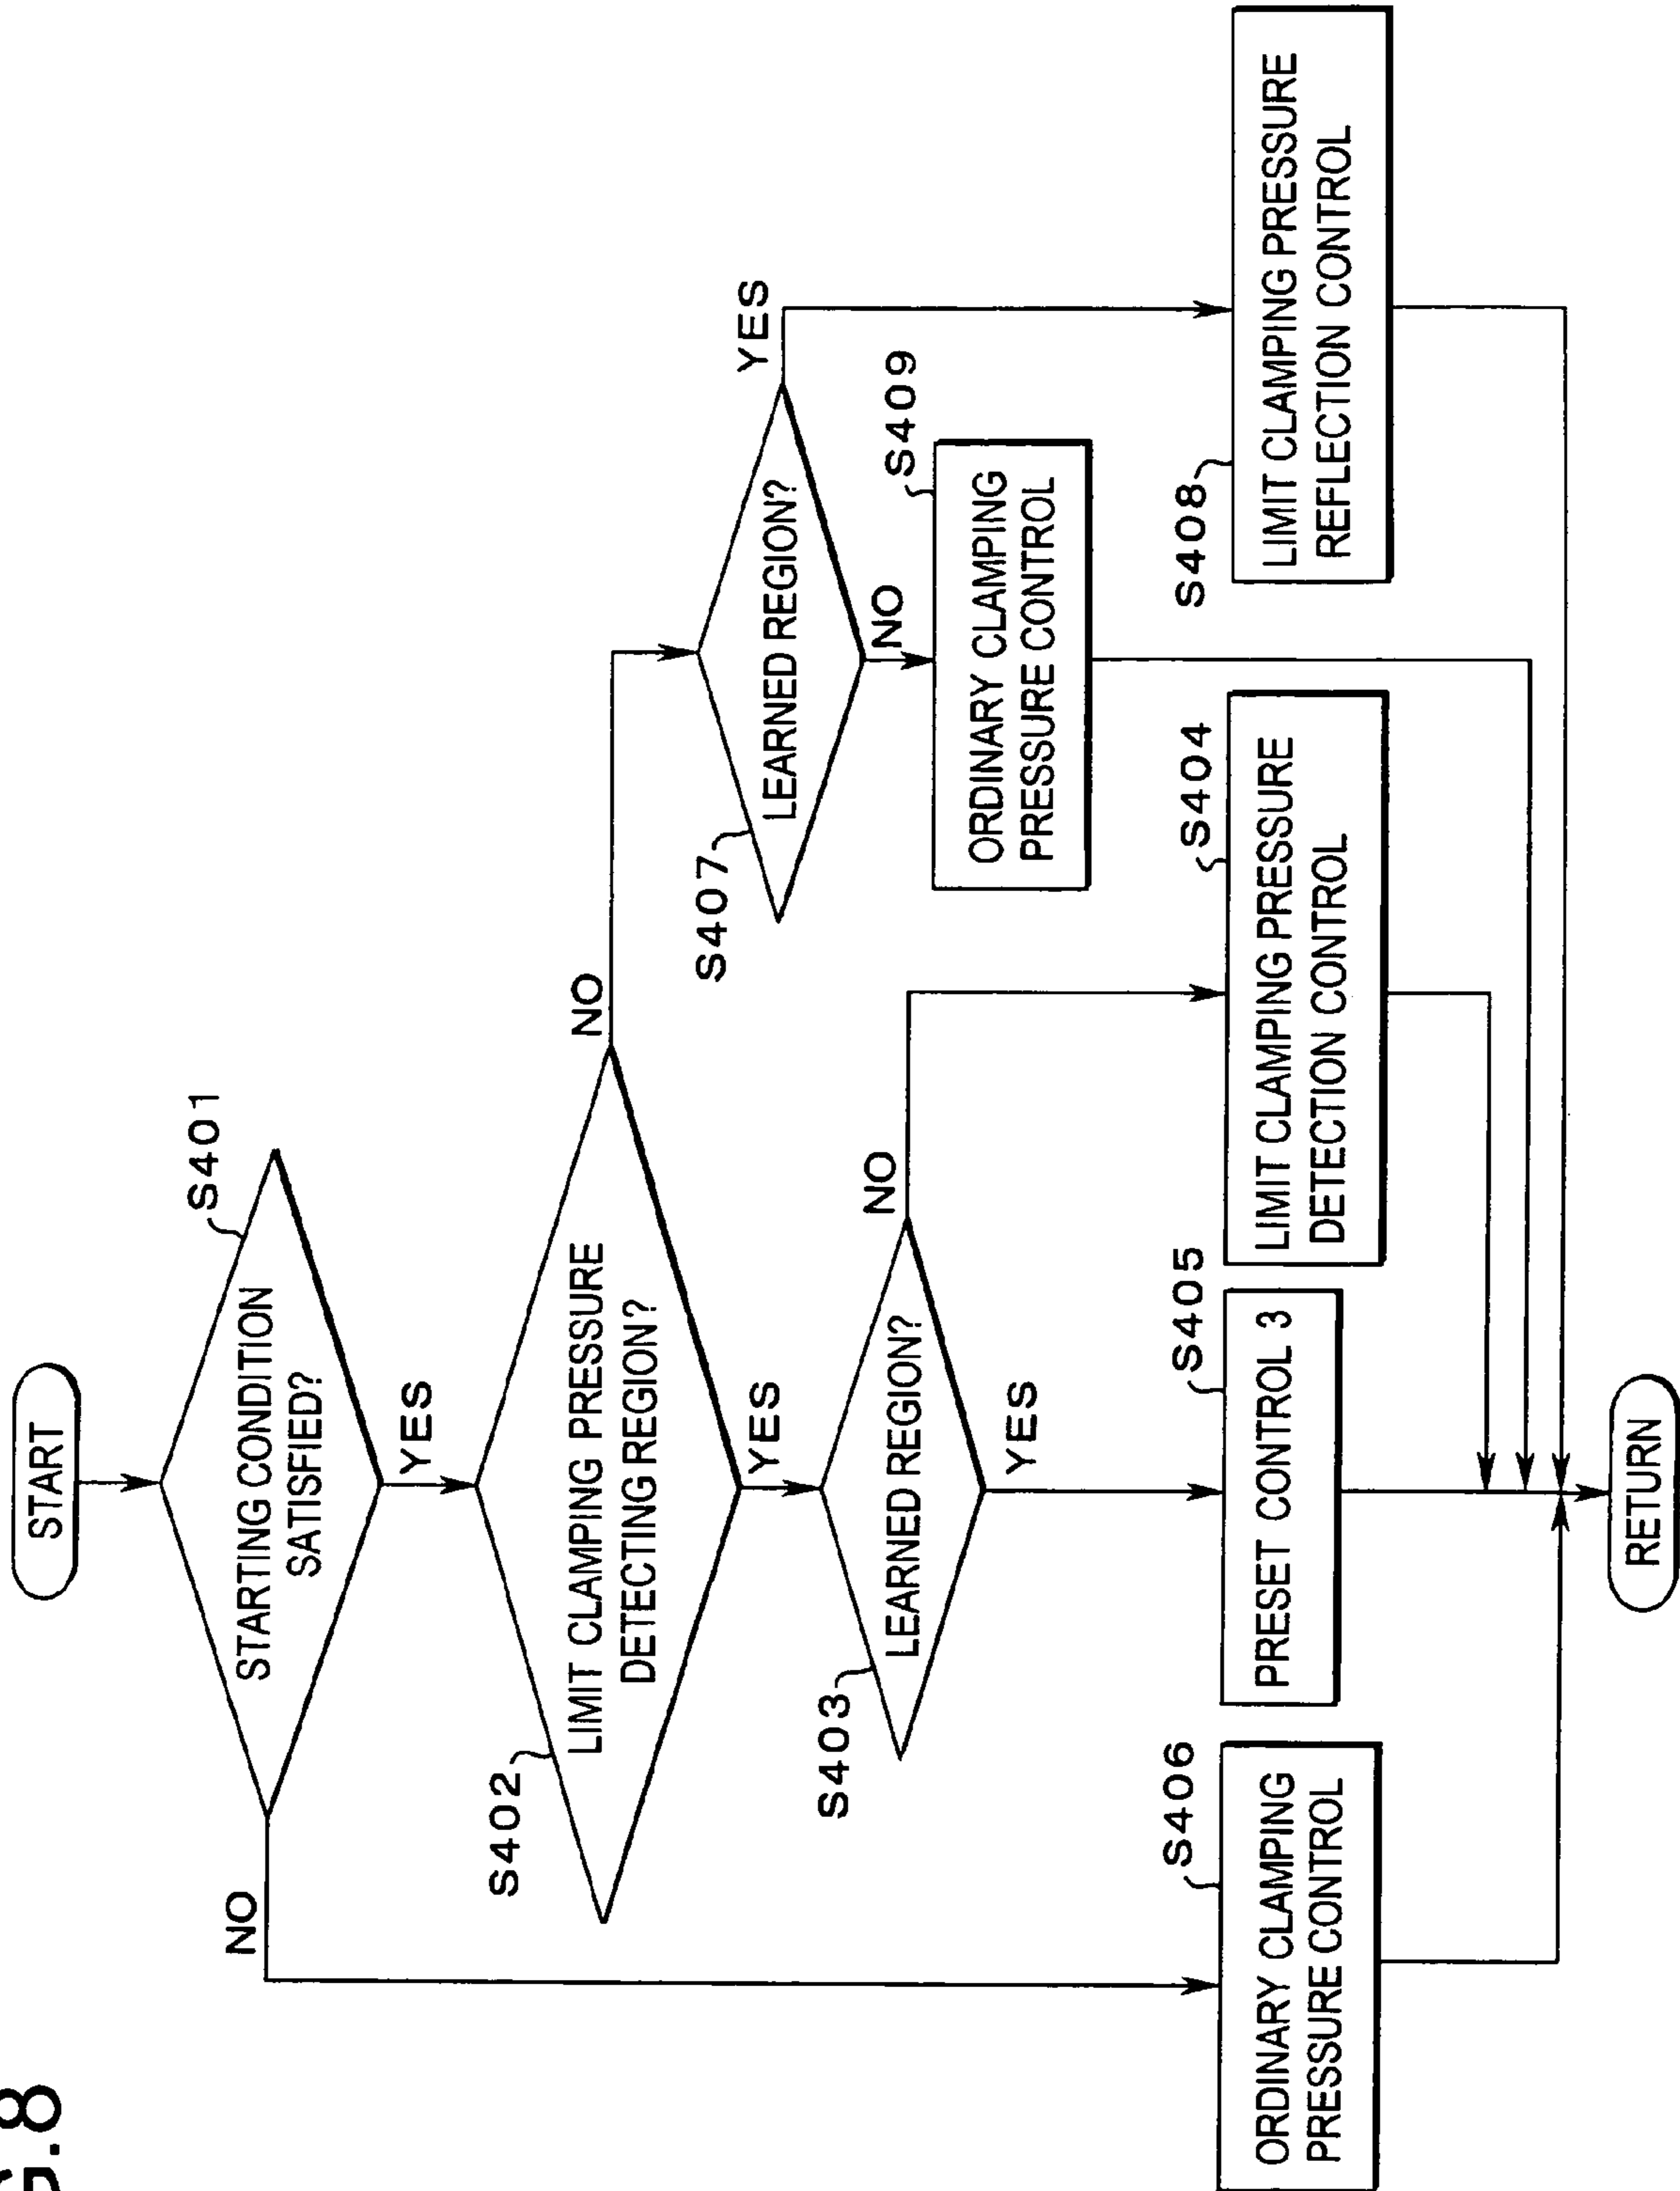 G.8
START
S401
STARTING CONDITION
SATISFIED?
NO
YES
S402
LIMIT CLAMPING PRESSURE
DETECTING REGION?
NO
YES
S403
LEARNED REGION?
NO
YES
S407
LEARNED REGION?
YES
NO
S409
ORDINARY CLAMPING
PRESSURE CONTROL
S406
ORDINARY CLAMPING
PRESSURE CONTROL
S405
PRESET CONTROL 3
S404
LIMIT CLAMPING PRESSURE
DETECTION CONTROL
S408
LIMIT CLAMPING PRESSURE
REFLECTION CONTROL
RETURN